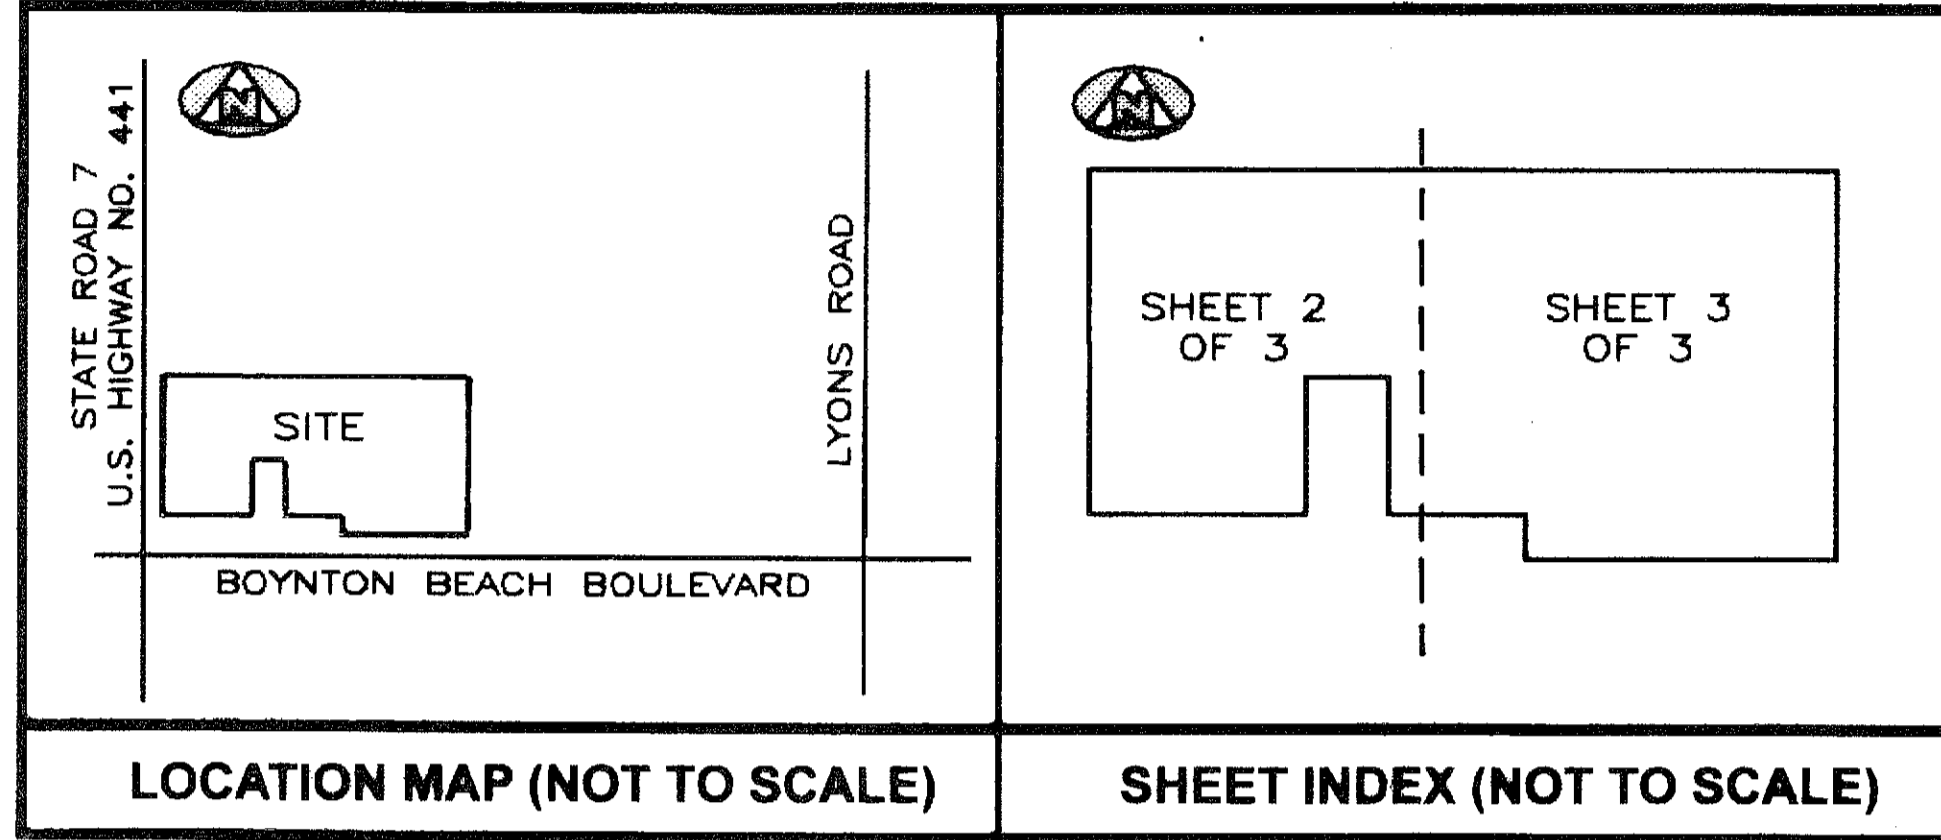 N
STATE ROAD 7
U.S. HIGHWAY NO. 441
LYONS ROAD
SITE
BOYNTON BEACH BOULEVARD
LOCATION MAP (NOT TO SCALE)
N
SHEET 2
OF 3
SHEET 3
OF 3
SHEET INDEX (NOT TO SCALE)